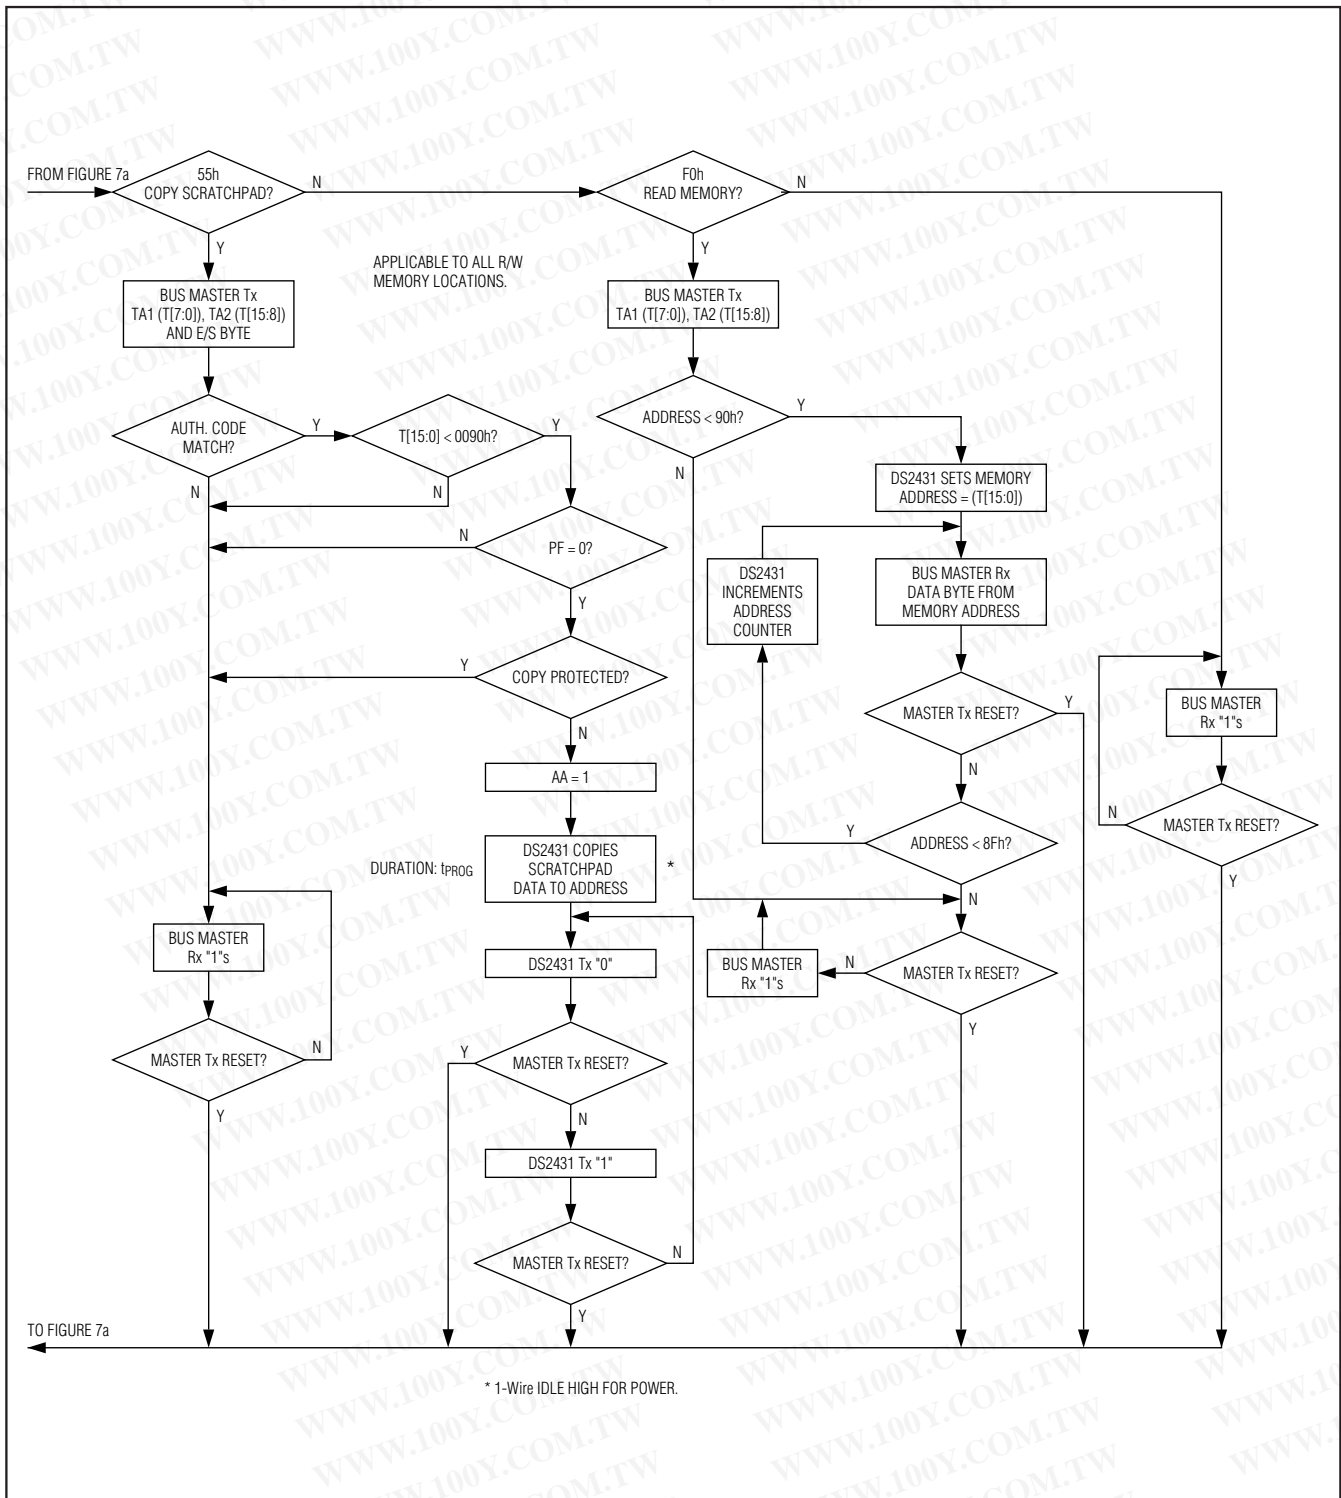 FROM FIGURE 7a
55h
COPY SCRATCHPAD?
N
F0h
READ MEMORY?
N
Y
Y
APPLICABLE TO ALL R/W
MEMORY LOCATIONS.
BUS MASTER Tx
TA1 (T[7:0]), TA2 (T[15:8])
AND E/S BYTE
BUS MASTER Tx
TA1 (T[7:0]), TA2 (T[15:8])
AUTH. CODE
MATCH?
Y
T[15:0] < 0090h?
Y
ADDRESS < 90h?
Y
N
N
N
DS2431 SETS MEMORY
ADDRESS = (T[15:0])
N
PF = 0?
Y
DS2431
INCREMENTS
ADDRESS
COUNTER
BUS MASTER Rx
DATA BYTE FROM
MEMORY ADDRESS
Y
COPY PROTECTED?
N
MASTER Tx RESET?
Y
N
BUS MASTER
Rx "1"s
AA = 1
N
MASTER Tx RESET?
Y
Y
ADDRESS < 8Fh?
N
DURATION: tPROG
DS2431 COPIES
SCRATCHPAD
DATA TO ADDRESS
*
BUS MASTER
Rx "1"s
DS2431 Tx "0"
BUS MASTER
Rx "1"s
N
MASTER Tx RESET?
Y
MASTER Tx RESET?
N
Y
Y
MASTER Tx RESET?
N
DS2431 Tx "1"
MASTER Tx RESET?
N
Y
TO FIGURE 7a
* 1-Wire IDLE HIGH FOR POWER.
WWW.100Y.COM.TW